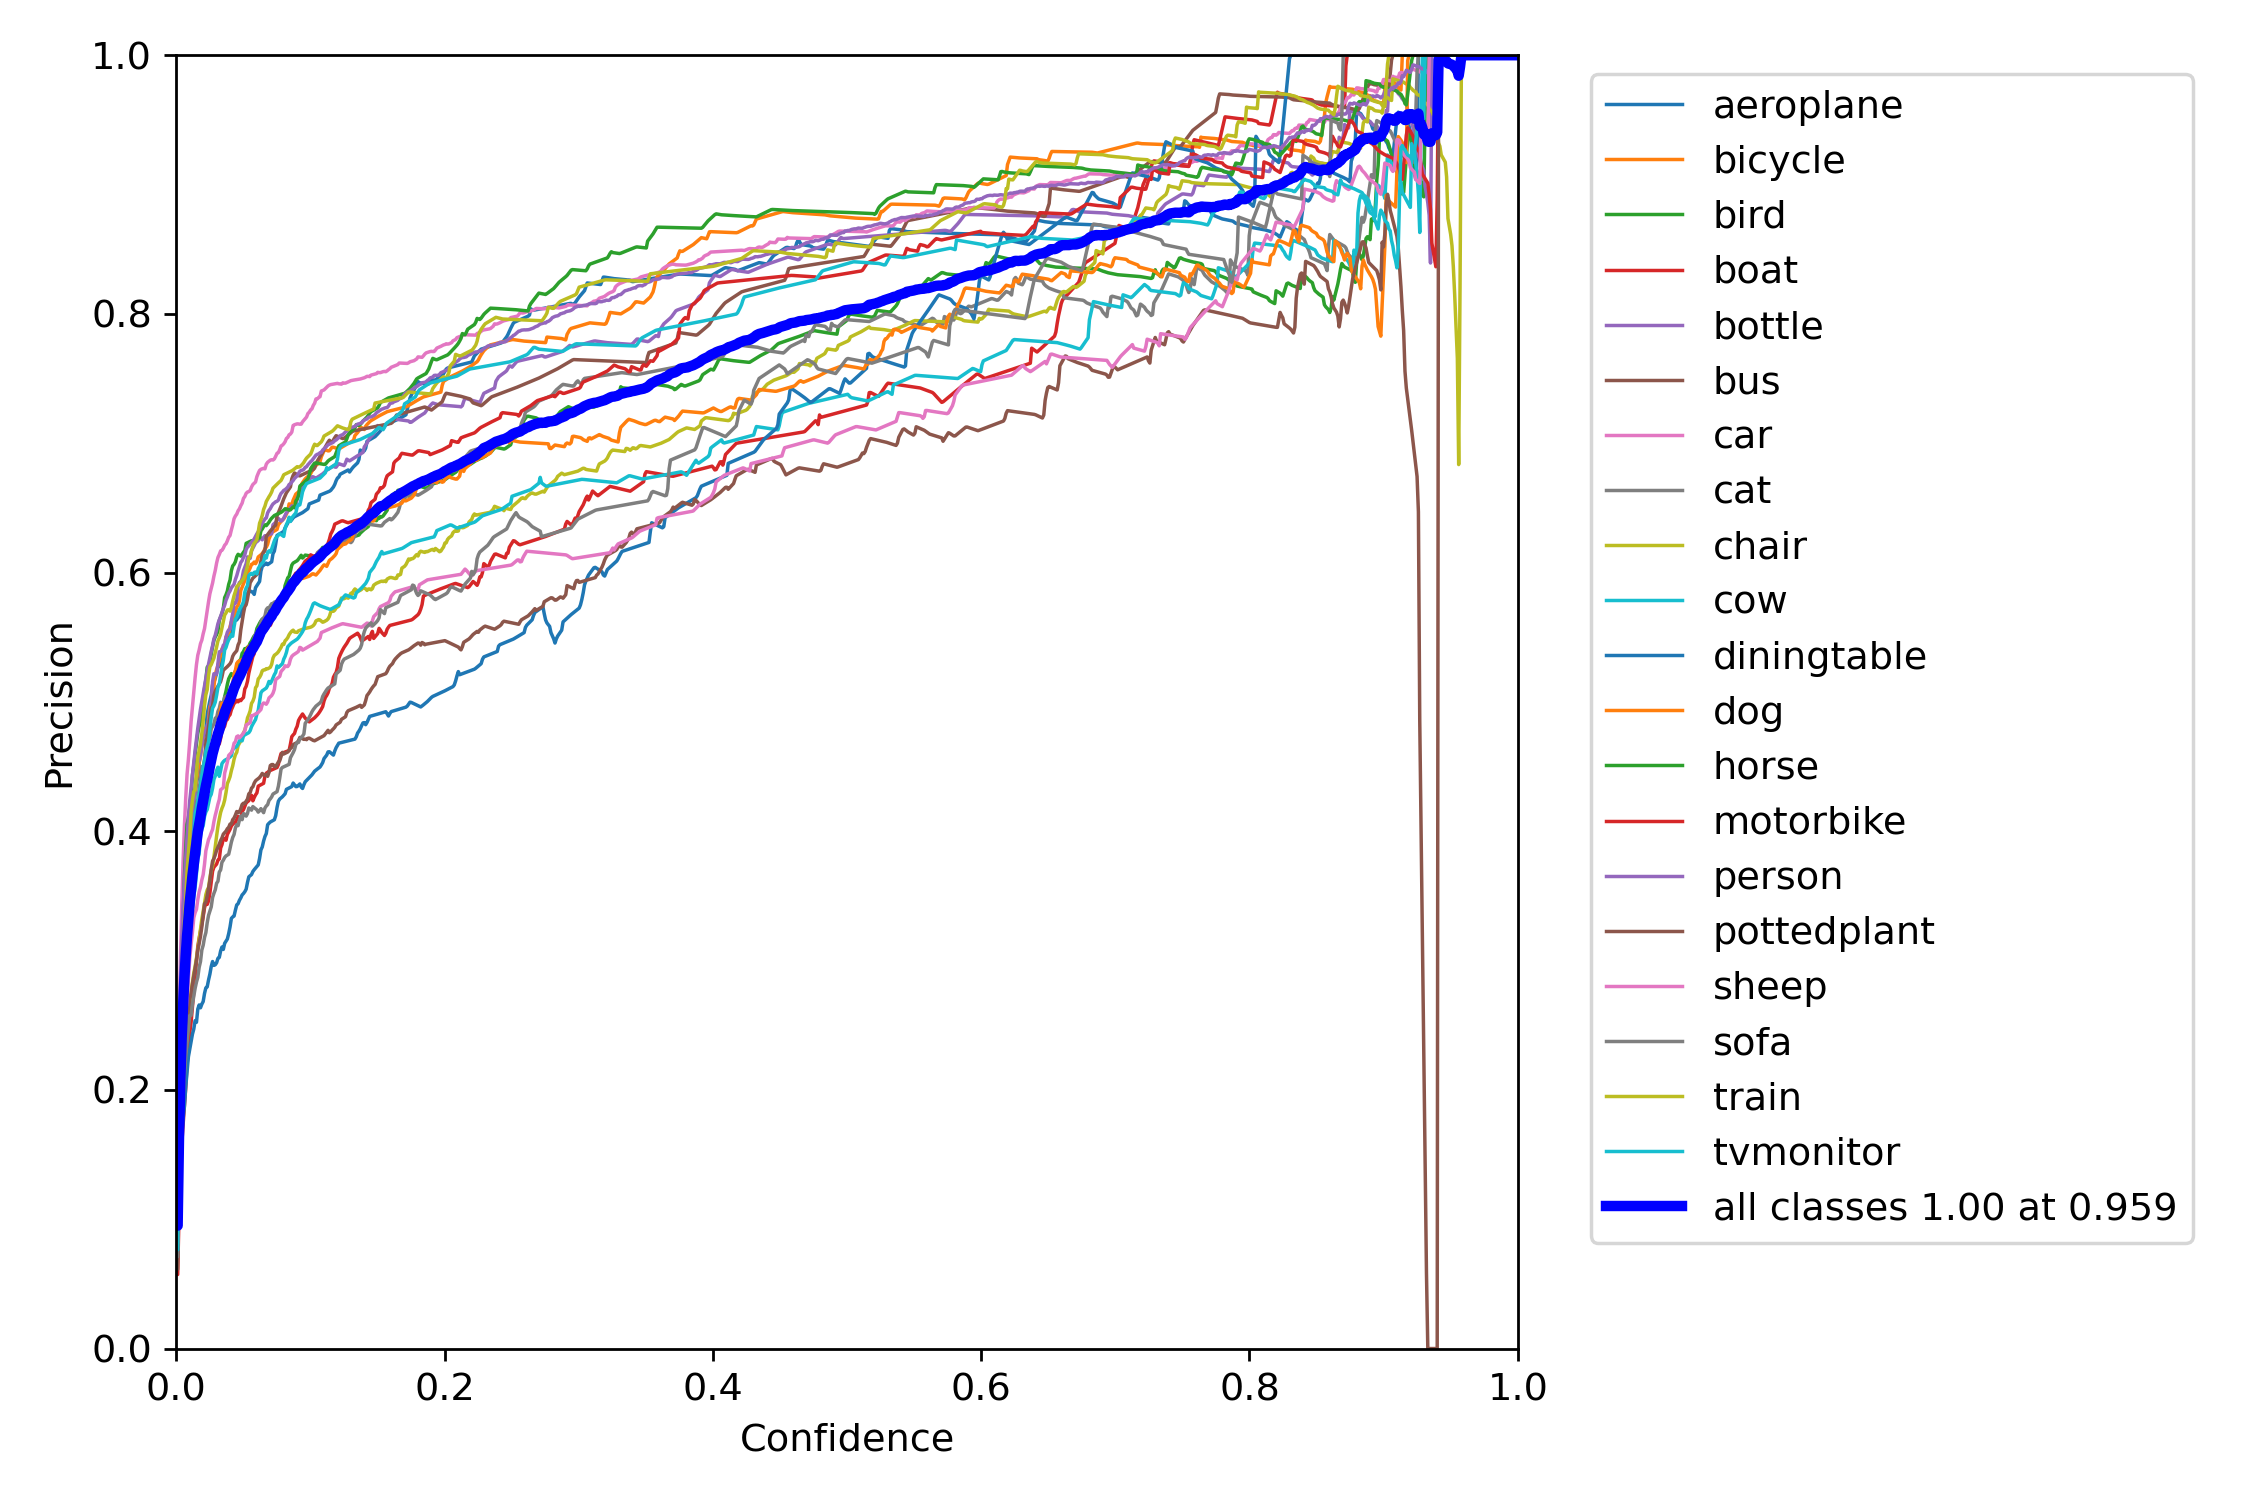 1.0
0.8
0.6
0.4
0.2
0.0
Precision
0.0 0.2 0.4 0.6 0.8 1.0
Confidence
aeroplane
bicycle
bird
boat
bottle
bus
car
cat
chair
cow
diningtable
dog
horse
motorbike
person
pottedplant
sheep
sofa
train
tvmonitor
all classes 1.00 at 0.959